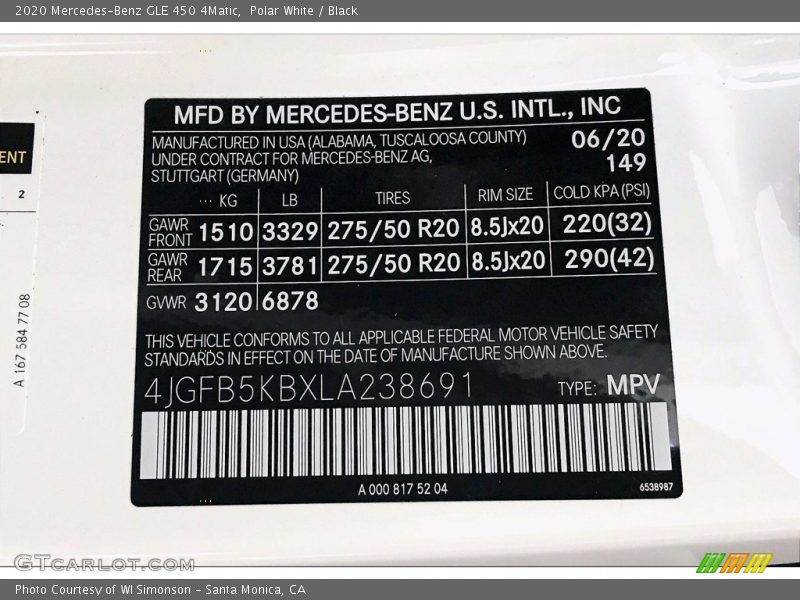 2020 Mercedes-Benz GLE 450 4Matic,  Polar White / Black
MFD BY MERCEDES-BENZ U.S. INTL., INC
MANUFACTURED IN USA (ALABAMA, TUSCALOOSA COUNTY) 06/20
UNDER CONTRACT FOR MERCEDES-BENZ AG, 149
STUTTGART (GERMANY)
KG LB TIRES RIM SIZE COLD KPA (PSI)
GAWR FRONT 1510 3329 275/50 R20 8.5Jx20 220(32)
GAWR REAR 1715 3781 275/50 R20 8.5Jx20 290(42)
GVWR 3120 6878
THIS VEHICLE CONFORMS TO ALL APPLICABLE FEDERAL MOTOR VEHICLE SAFETY
STANDARDS IN EFFECT ON THE DATE OF MANUFACTURE SHOWN ABOVE.
4JGFB5KBXLA238691 TYPE: MPV
A 000 817 52 04 6538987
2
A 167 584 77 08
GTCARLOT.COM
Photo Courtesy of WI Simonson - Santa Monica, CA